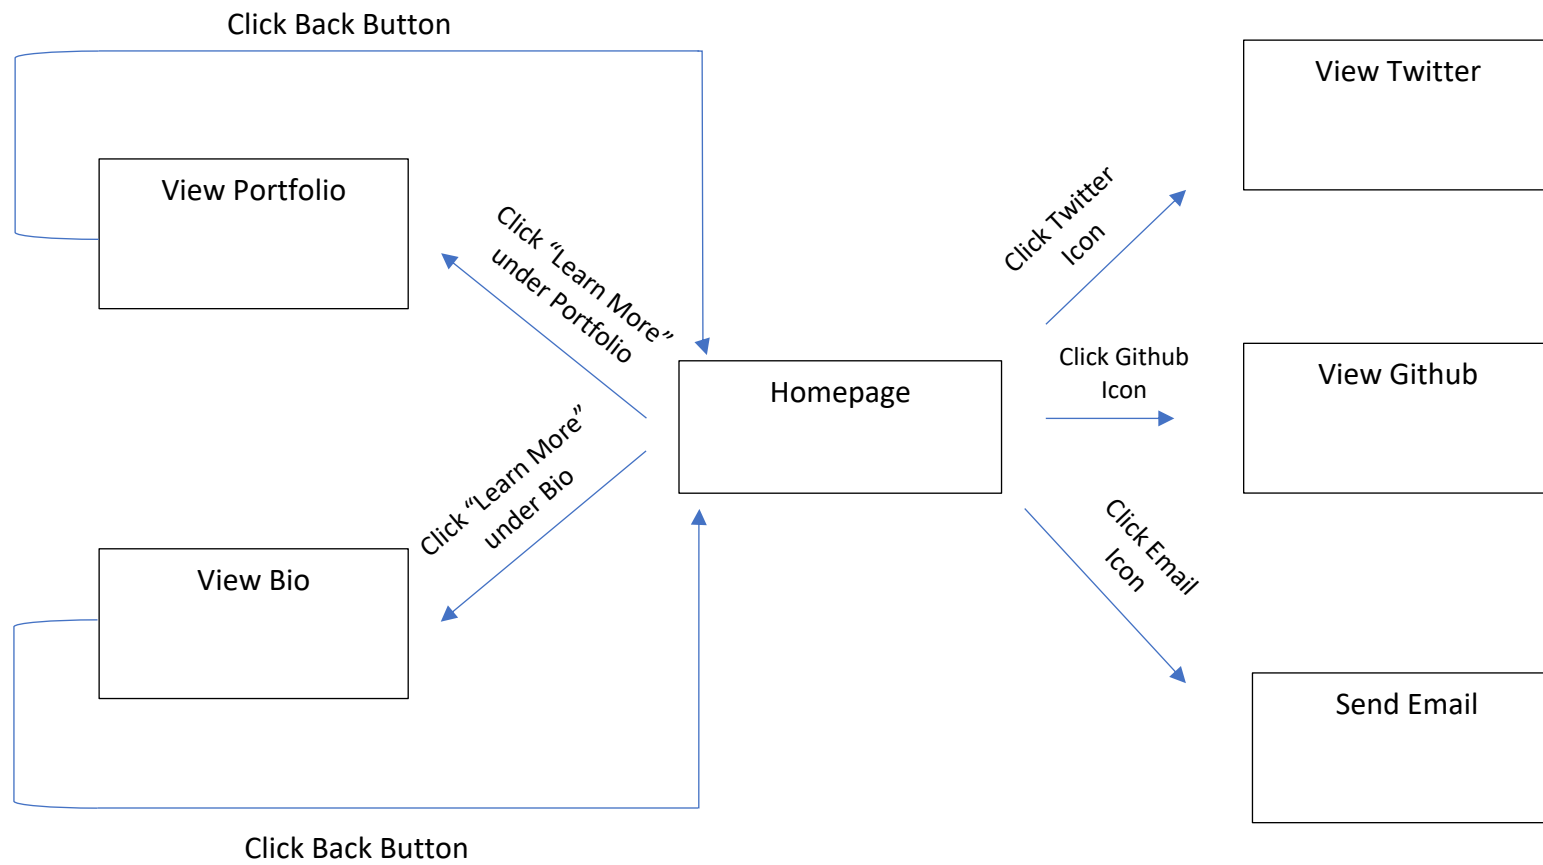 Click Back Button
View Twitter
View Portfolio
Click “Learn More”
under Portfolio
Click Twitter
Icon
Click Github
Icon
View Github
Homepage
Click “Learn More”
under Bio
Click Email
Icon
View Bio
Send Email
Click Back Button